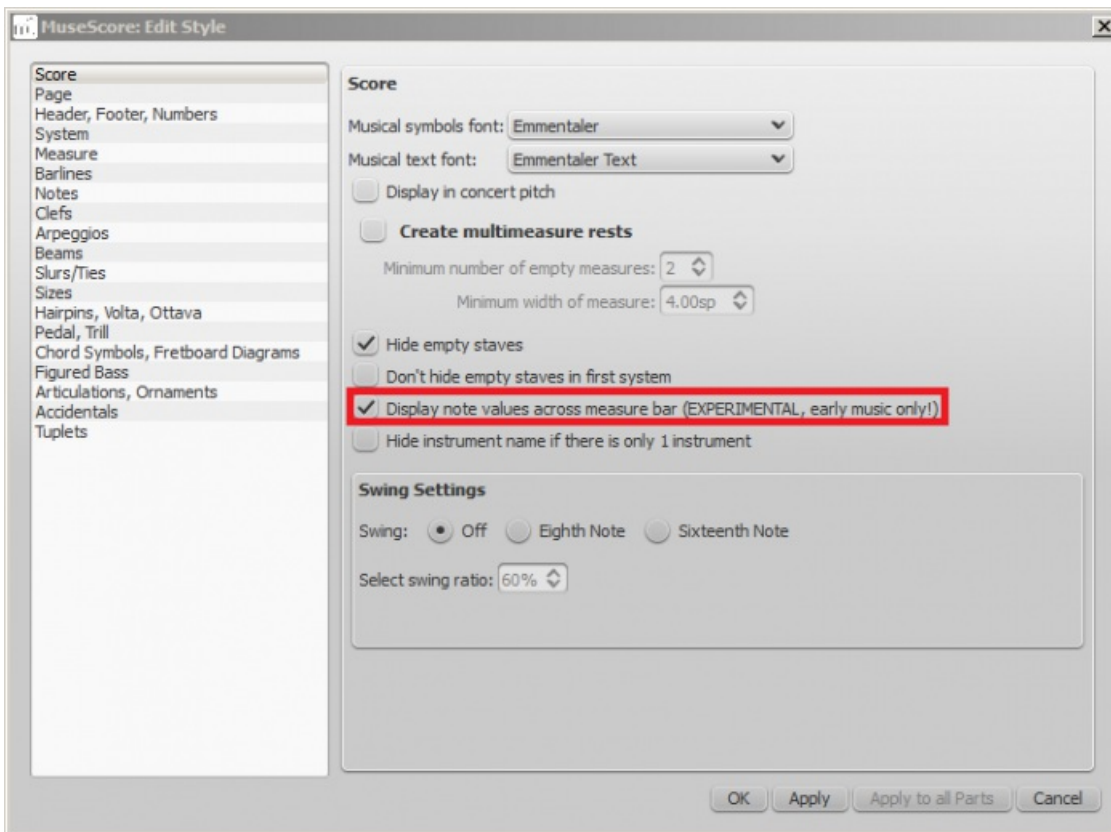 MuseScore: Edit Style
Score
Page
Header, Footer, Numbers
System
Measure
Barlines
Notes
Clefs
Arpeggios
Beams
Slurs/Ties
Sizes
Hairpins, Volta, Ottava
Pedal, Trill
Chord Symbols, Fretboard Diagrams
Figured Bass
Articulations, Ornaments
Accidentals
Tuplets
Score
Musical symbols font: Emmentaler
Musical text font: Emmentaler Text
Display in concert pitch
Create multimeasure rests
Minimum number of empty measures: 2
Minimum width of measure: 4.00sp
Hide empty staves
Don't hide empty staves in first system
Display note values across measure bar (EXPERIMENTAL, early music only!)
Hide instrument name if there is only 1 instrument
Swing Settings
Swing: Off Eighth Note Sixteenth Note
Select swing ratio: 60%
OK Apply Apply to all Parts Cancel